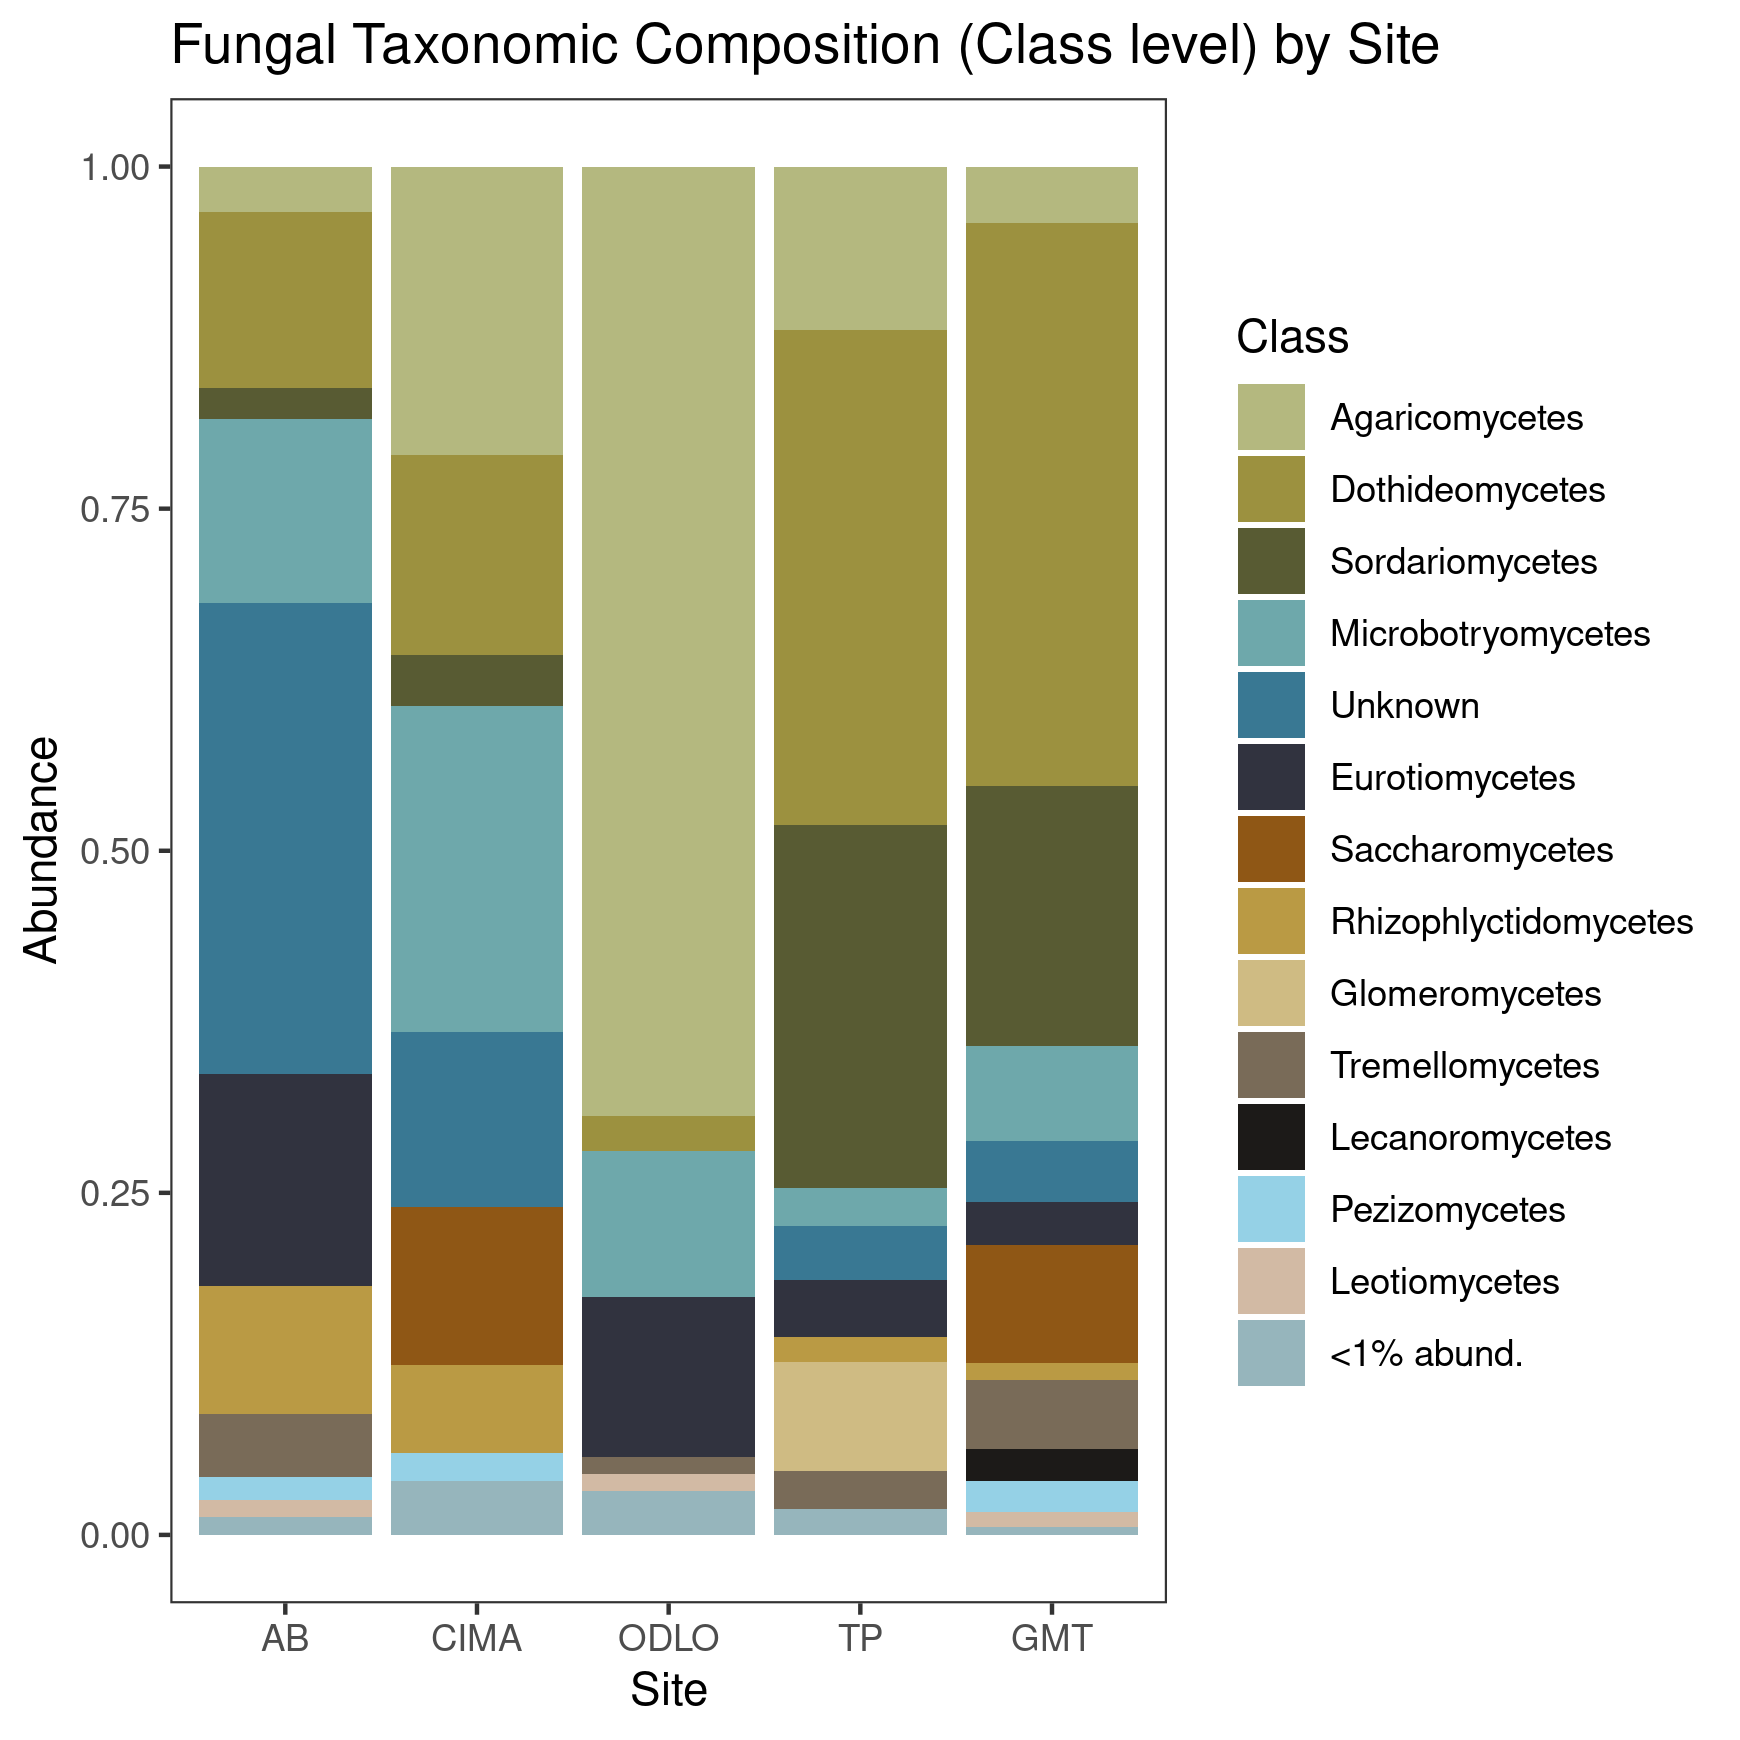 Fungal Taxonomic Composition (Class level) by Site
1.00
0.75
0.50
0.25
0.00
Abundance
AB CIMA ODLO TP GMT
Site
Class
Agaricomycetes
Dothideomycetes
Sordariomycetes
Microbotryomycetes
Unknown
Eurotiomycetes
Saccharomycetes
Rhizophlyctidomycetes
Glomeromycetes
Tremellomycetes
Lecanoromycetes
Pezizomycetes
Leotiomycetes
<1% abund.